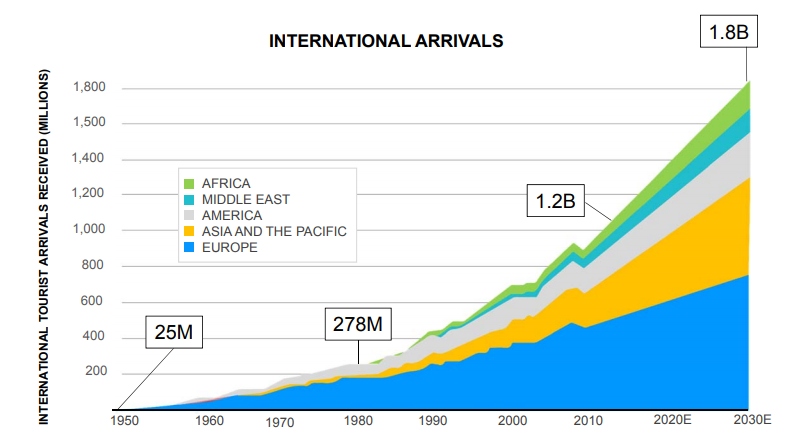 INTERNATIONAL ARRIVALS
1.8B
INTERNATIONAL TOURIST ARRIVALS RECEIVED (MILLIONS)
1,800
1,500
1,400
1,200
1,000
800
600
400
200
AFRICA
MIDDLE EAST
AMERICA
ASIA AND THE PACIFIC
EUROPE
1.2B
278M
25M
1950 1960 1970 1980 1990 2000 2010 2020E 2030E